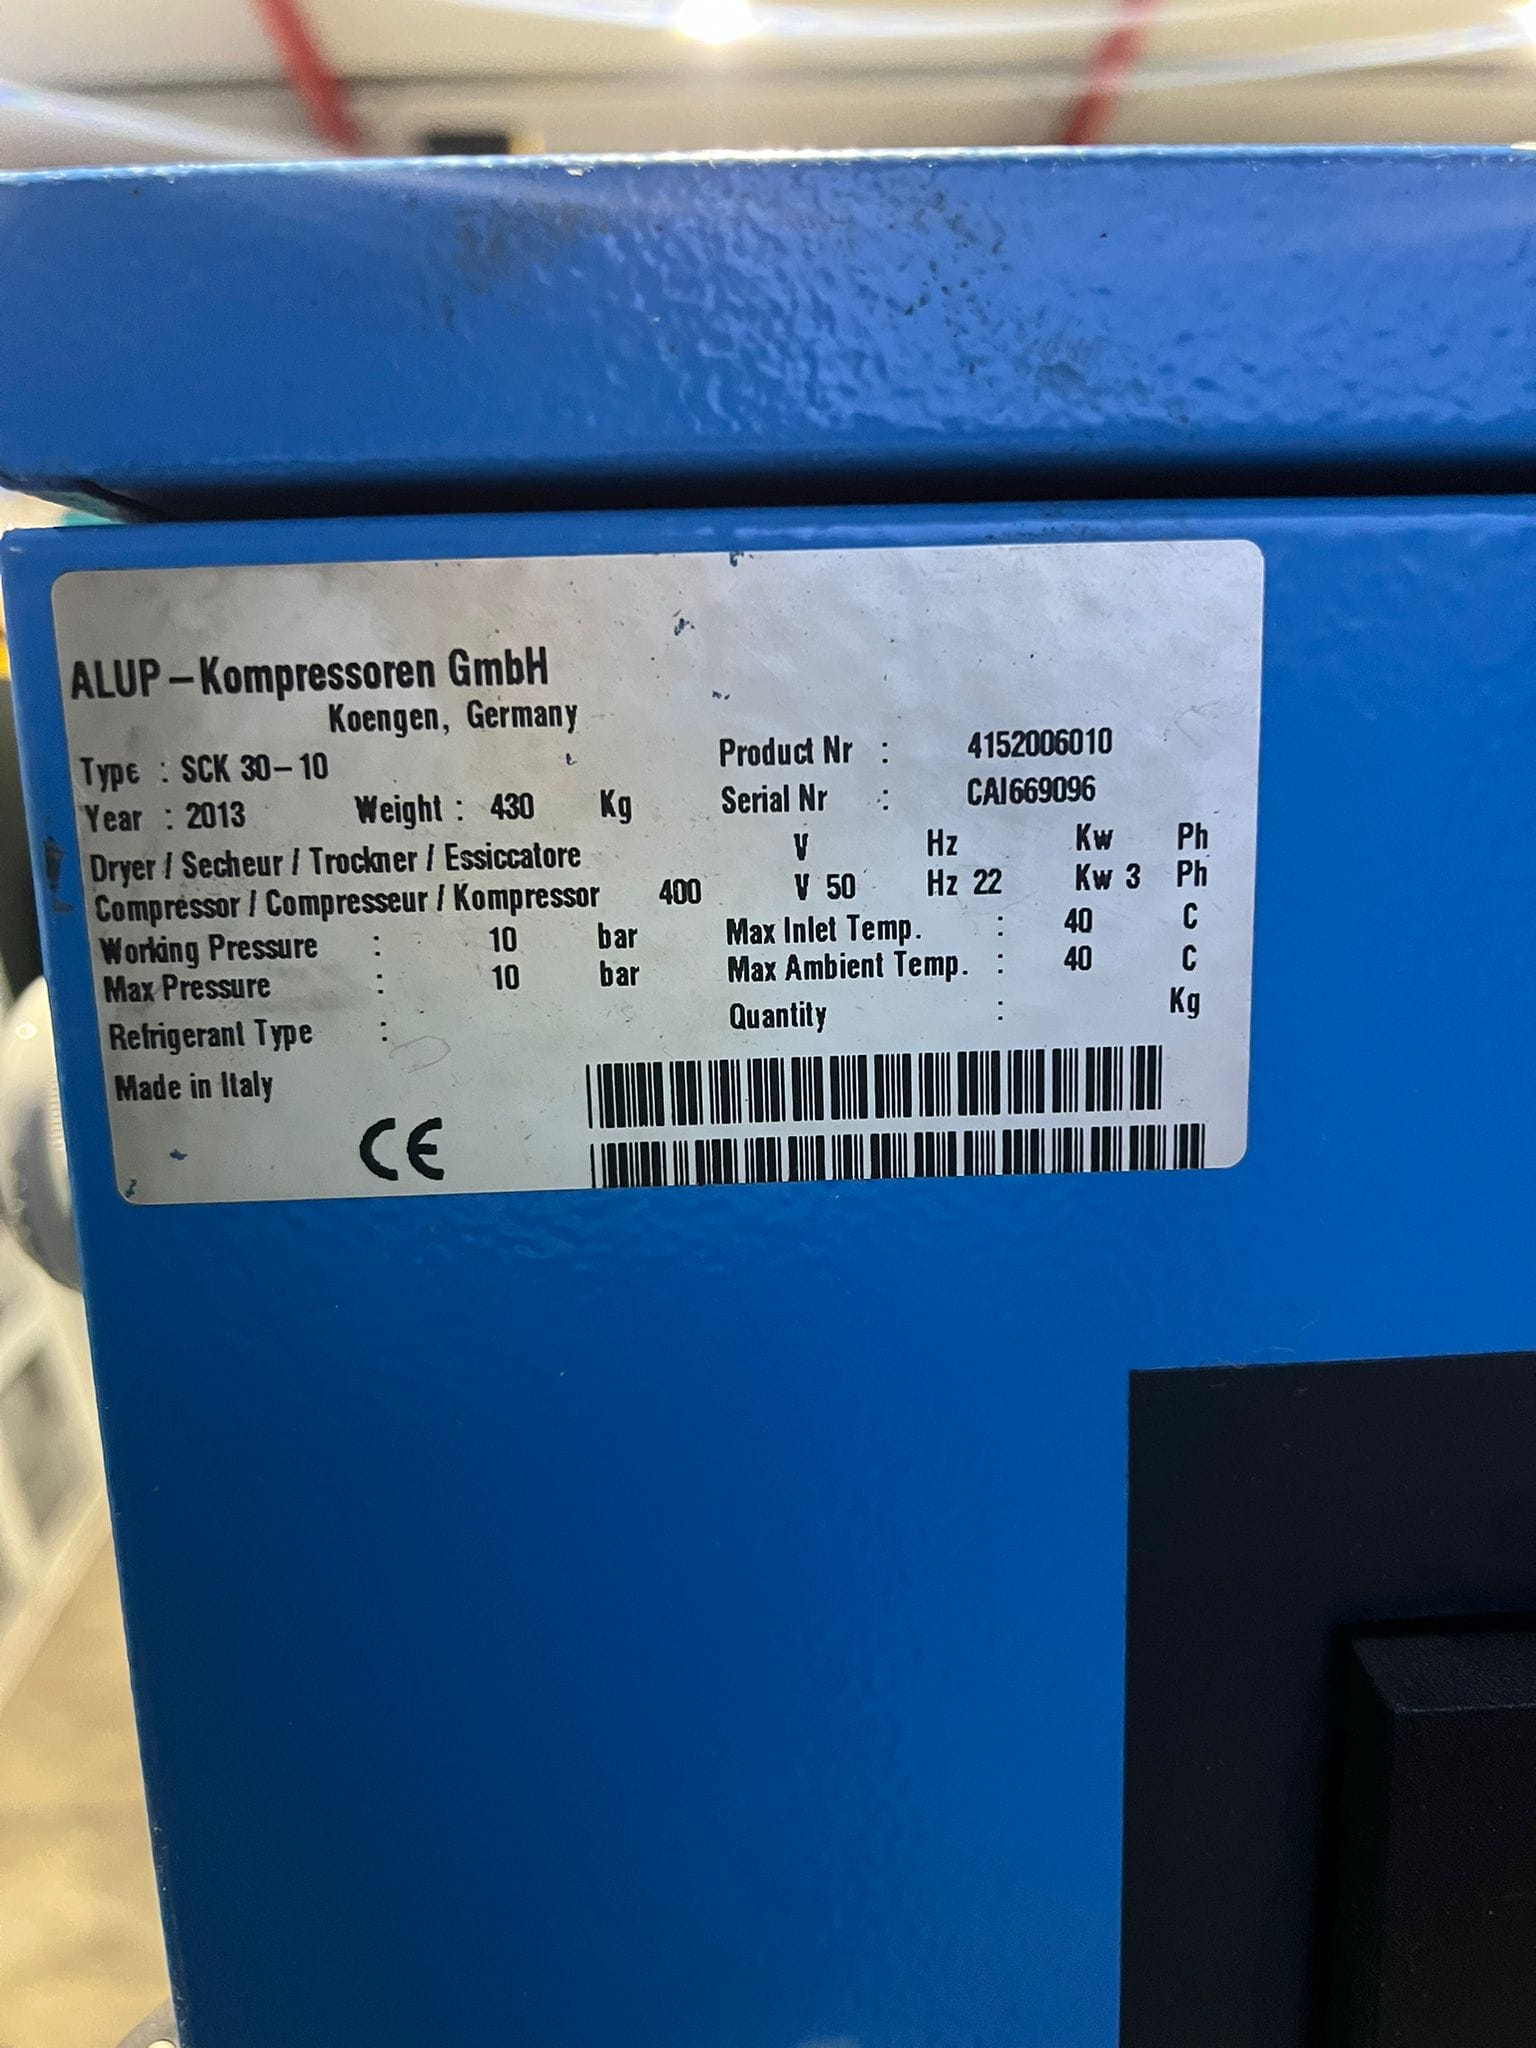 ALUP – Kompressoren GmbH
Koengen, Germany
Type : SCK 30 – 10
Product Nr : 4152006010
Year : 2013 Weight : 430 Kg
Serial Nr : CAI669096
Dryer / Secheur / Trockner / Essiccatore V Hz Kw Ph
Compressor / Compresseur / Kompressor 400 V 50 Hz 22 Kw 3 Ph
Working Pressure : 10 bar
Max Inlet Temp. : 40 C
Max Pressure : 10 bar
Max Ambient Temp. : 40 C
Refrigerant Type :
Quantity : Kg
Made in Italy
CE